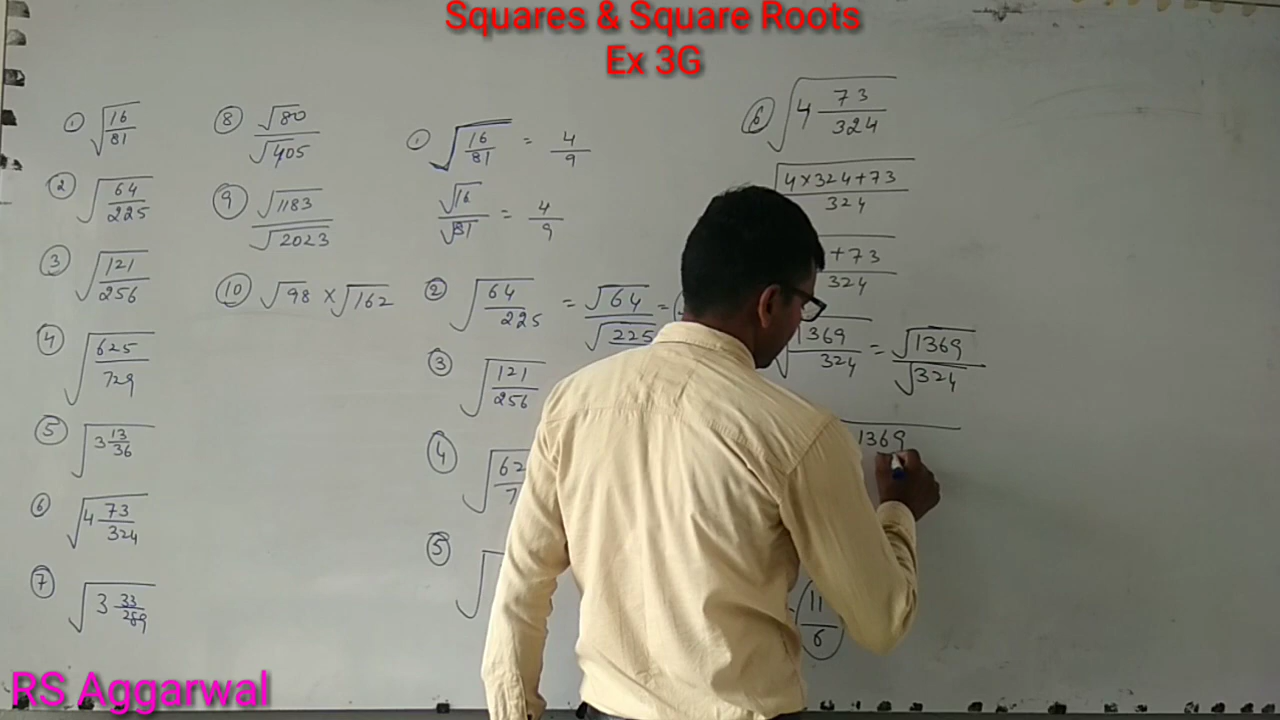 Squares & Square Roots
Ex 3G
① √16/81
② √64/225
③ √121/256
④ √625/729
⑤ √3 13/36
⑥ √4 73/324
⑦ √3 33/289
⑧ √80/√405
⑨ √1183/√2023
⑩ √98 × √162
① √16/81 = 4/9
√16/√81 = 4/9
② √64/225 = √64/√225 =
③ √121/256
④
⑤
11/6
⑥ √4 73/324
√4×324+73/324
+73/324
√1369/324 = √1369/√324
1369
RS Aggarwal